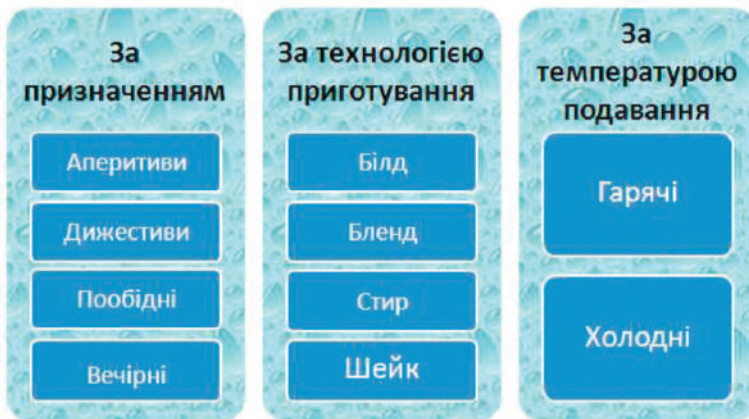 За
призначенням
Аперитиви
Дижестиви
Пообідні
Вечірні
За технологією
приготування
Білд
Бленд
Стир
Шейк
За
температурою
подавання
Гарячі
Холодні